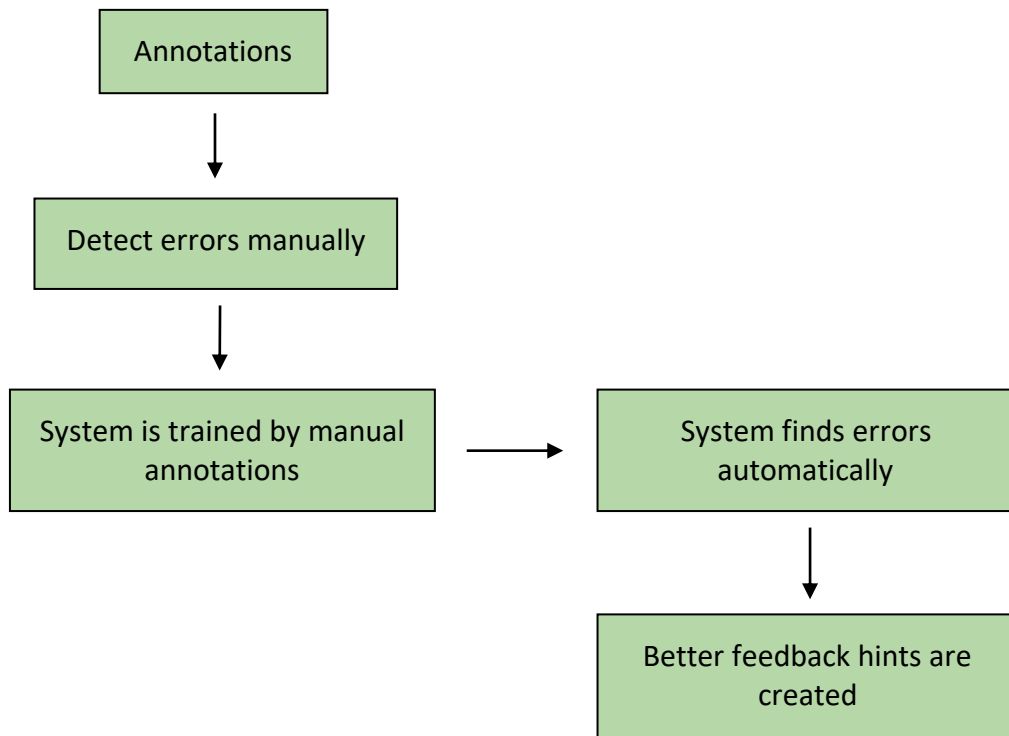 Annotations
Detect errors manually
System is trained by manual
annotations
System finds errors
automatically
Better feedback hints are
created